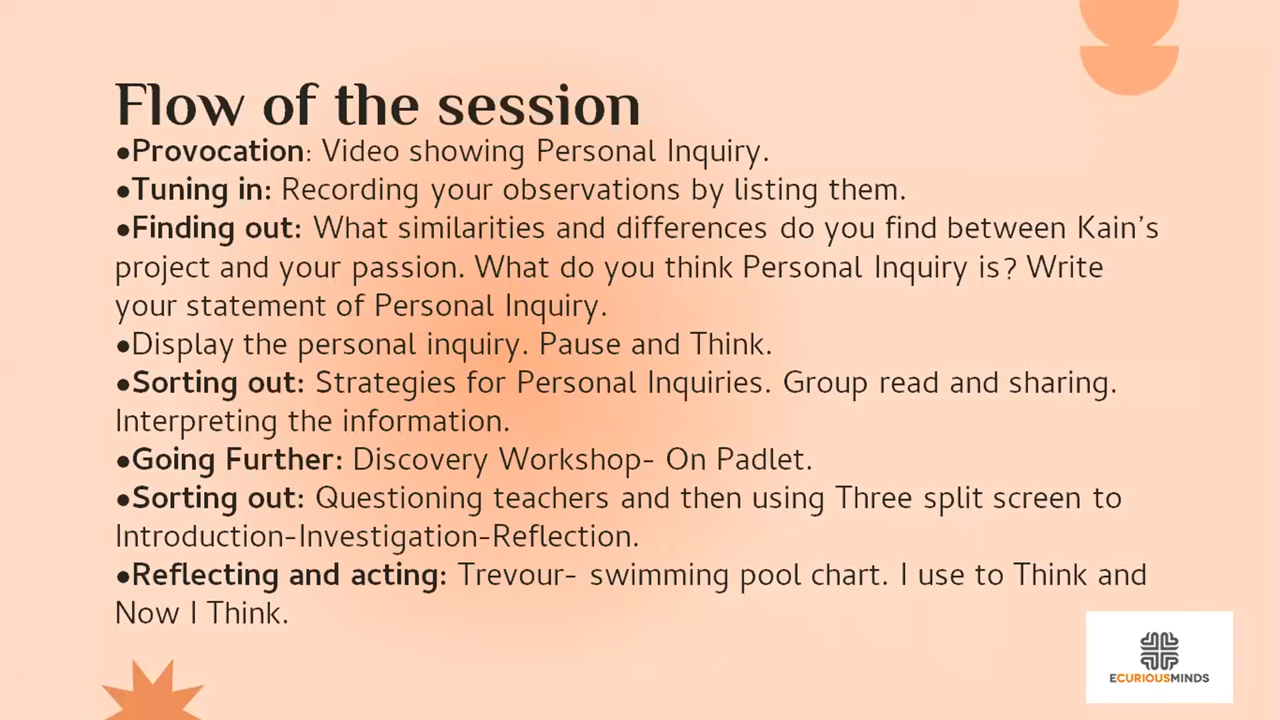 Flow of the session
•Provocation: Video showing Personal Inquiry.
•Tuning in: Recording your observations by listing them.
•Finding out: What similarities and differences do you find between Kain's
project and your passion. What do you think Personal Inquiry is? Write
your statement of Personal Inquiry.
•Display the personal inquiry. Pause and Think.
•Sorting out: Strategies for Personal Inquiries. Group read and sharing.
Interpreting the information.
•Going Further: Discovery Workshop- On Padlet.
•Sorting out: Questioning teachers and then using Three split screen to
Introduction-Investigation-Reflection.
•Reflecting and acting: Trevour- swimming pool chart. I use to Think and
Now I Think.
ECURIOUSMINDS